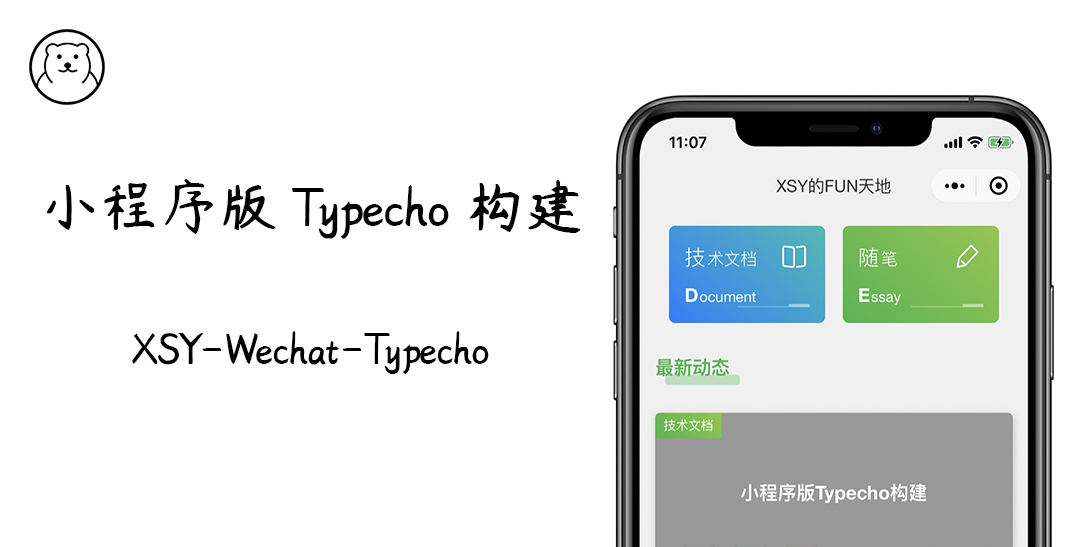 小程序版 Typecho 构建
XSY-Wechat-Typecho
11:07
XSY的FUN天地
技术文档
Document
随笔
Essay
最新动态
技术文档
小程序版Typecho构建